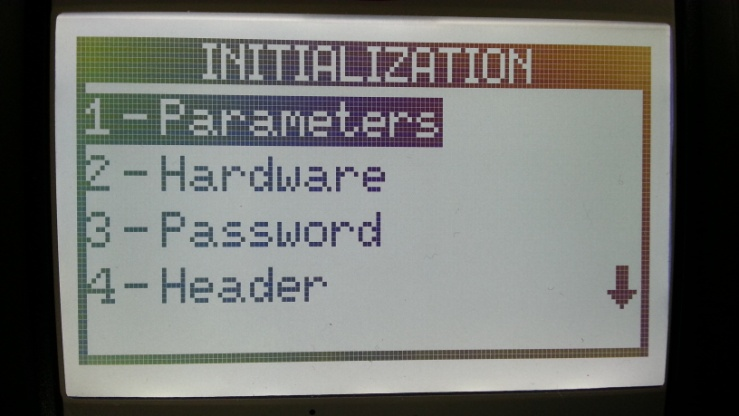 INITIALIZATION
1-Parameters
2-Hardware
3-Password
4-Header